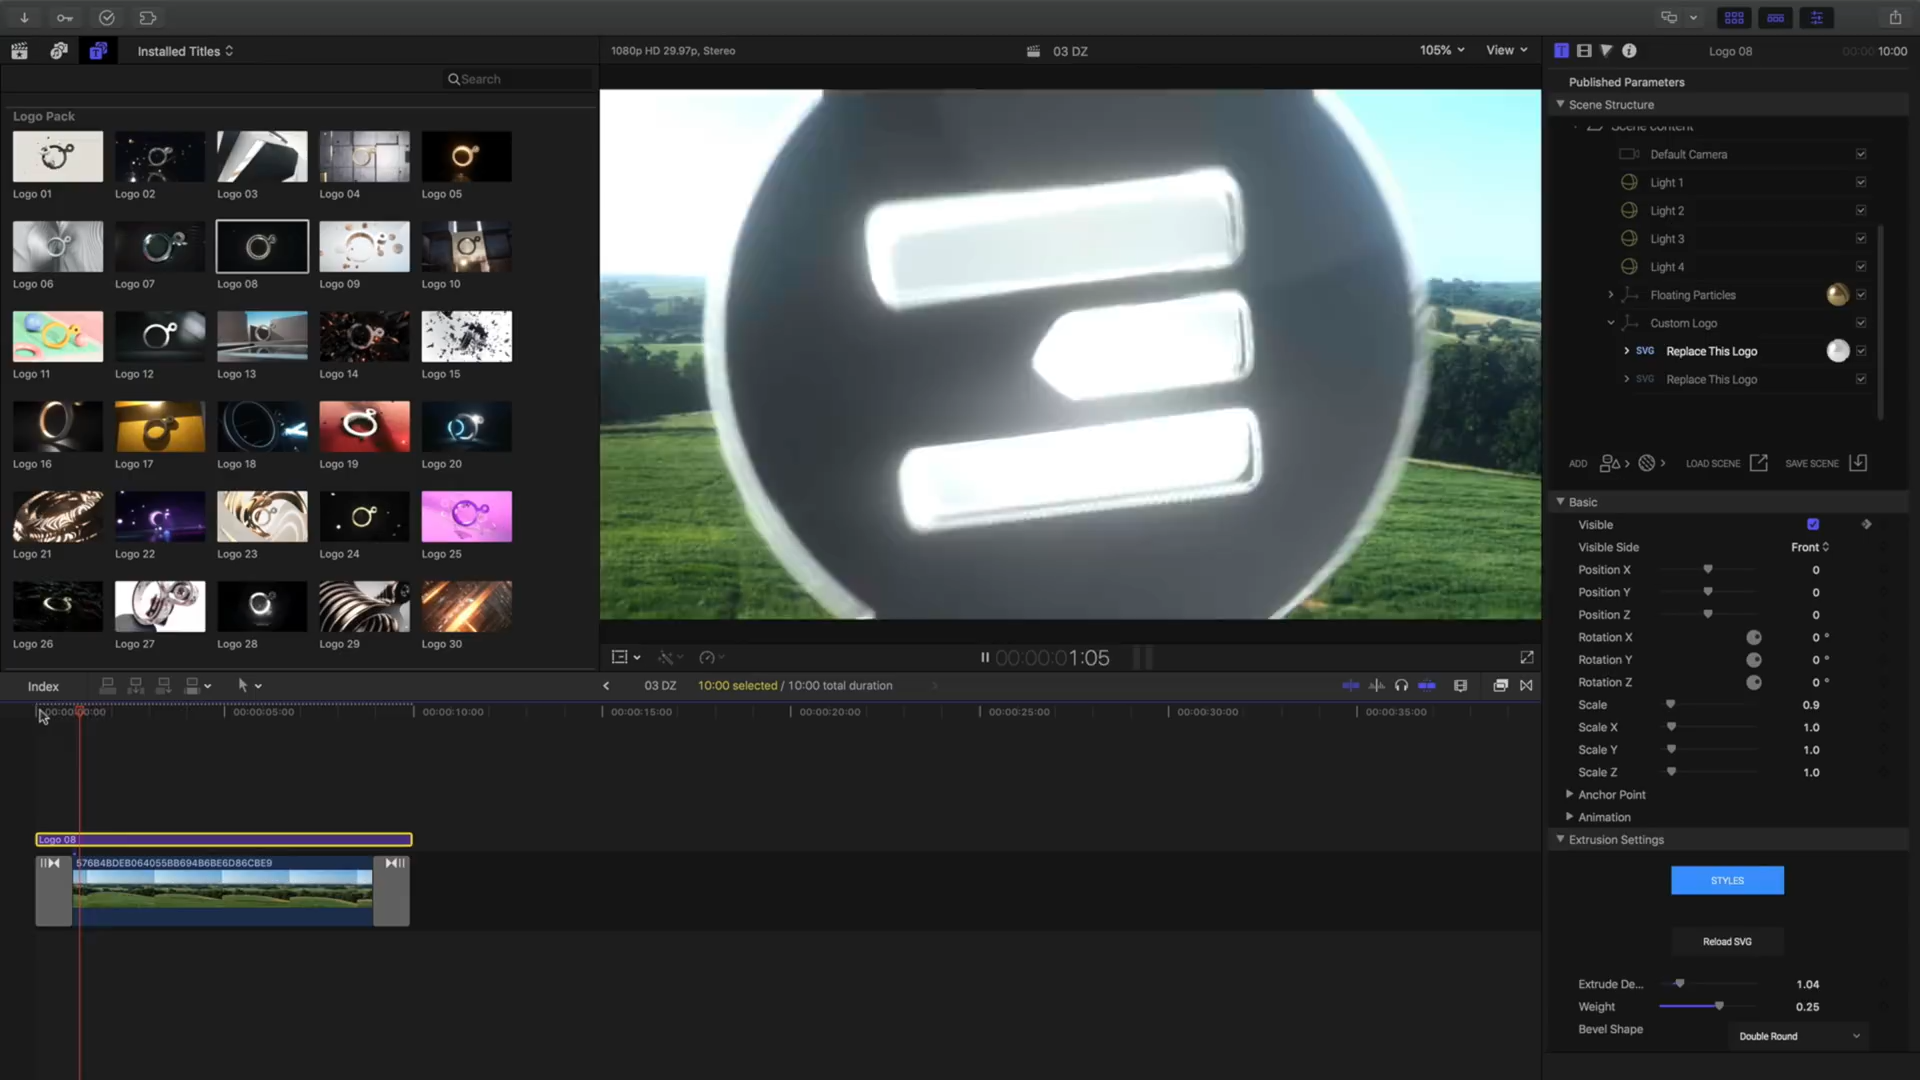 Installed Titles
1080p HD 29.97p, Stereo
03 DZ
105%
View
Logo 08
00:00:10:00
Search
Published Parameters
Scene Structure
Logo Pack
Scene Content
Default Camera
Light 1
Light 2
Light 3
Light 4
Floating Particles
Custom Logo
SVG Replace This Logo
SVG Replace This Logo
Logo 01
Logo 02
Logo 03
Logo 04
Logo 05
Logo 06
Logo 07
Logo 08
Logo 09
Logo 10
Logo 11
Logo 12
Logo 13
Logo 14
Logo 15
Logo 16
Logo 17
Logo 18
Logo 19
Logo 20
Logo 21
Logo 22
Logo 23
Logo 24
Logo 25
Logo 26
Logo 27
Logo 28
Logo 29
Logo 30
ADD
LOAD SCENE
SAVE SCENE
Basic
Visible
Visible Side Front
Position X 0
Position Y 0
Position Z 0
Rotation X 0 °
Rotation Y 0 °
Rotation Z 0 °
Scale 0.9
Scale X 1.0
Scale Y 1.0
Scale Z 1.0
Anchor Point
Animation
Extrusion Settings
STYLES
Reload SVG
Extrude De... 1.04
Weight 0.25
Bevel Shape Double Round
00:00:01:05
Index
03 DZ
10:00 selected / 10:00 total duration
00:00:00:00
00:00:05:00
00:00:10:00
00:00:15:00
00:00:20:00
00:00:25:00
00:00:30:00
00:00:35:00
Logo 08
576B4BDEB064055BB694B6BE6D86CBE9